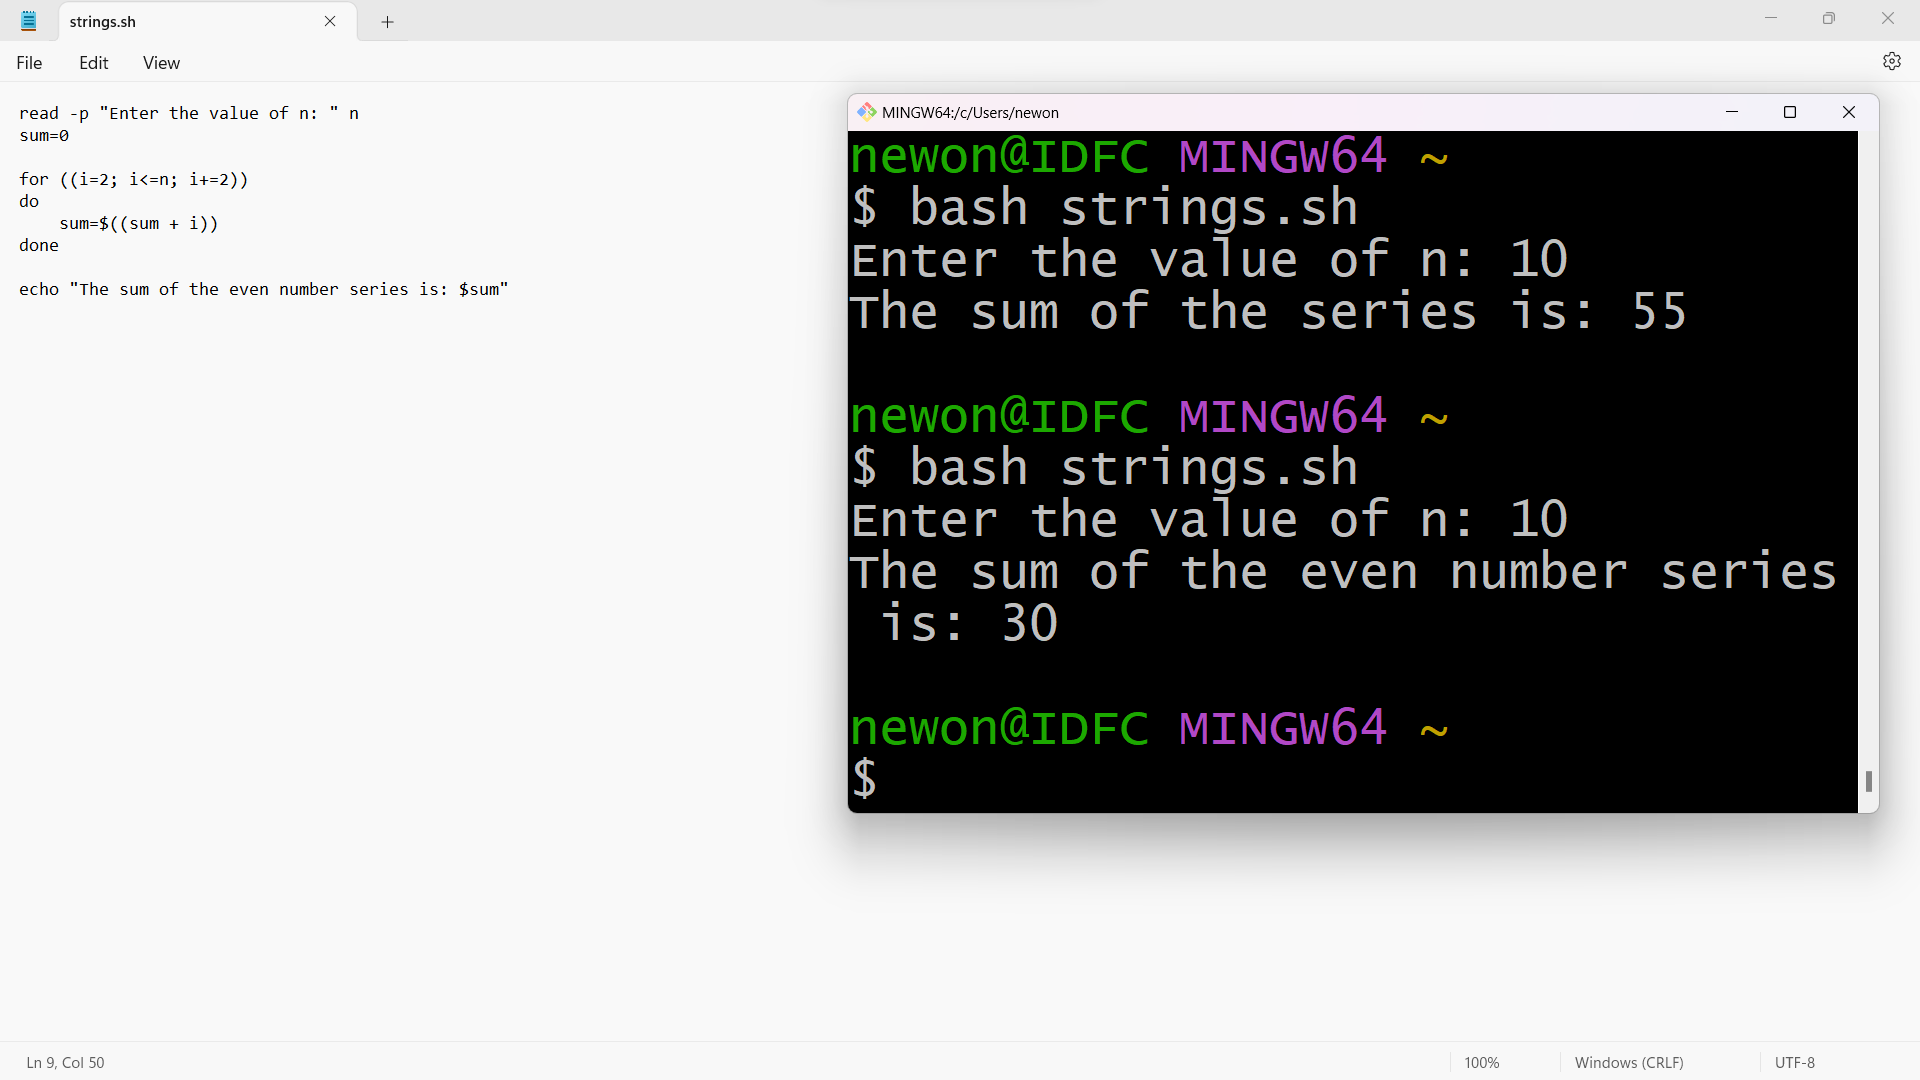 strings.sh
File Edit View
read -p "Enter the value of n: " n
sum=0
for ((i=2; i<=n; i+=2))
do
    sum=$((sum + i))
done
echo "The sum of the even number series is: $sum"
MINGW64:/c/Users/newon
newon@IDFC MINGW64 ~
$ bash strings.sh
Enter the value of n: 10
The sum of the series is: 55
newon@IDFC MINGW64 ~
$ bash strings.sh
Enter the value of n: 10
The sum of the even number series
 is: 30
newon@IDFC MINGW64 ~
$
Ln 9, Col 50
100%
Windows (CRLF)
UTF-8